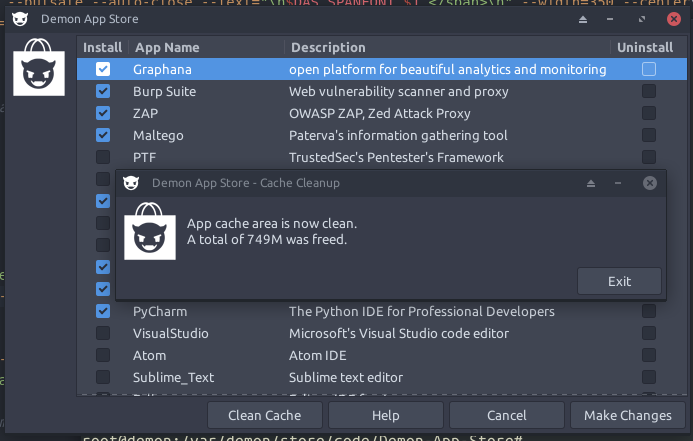 --pulsate --auto-close --text="\n$DAS_SPANFONT $1 </span>\n" --width=350 --center
Demon App Store
Install App Name Description Uninstall
Graphana open platform for beautiful analytics and monitoring
Burp Suite Web vulnerability scanner and proxy
ZAP OWASP ZAP, Zed Attack Proxy
Maltego Paterva's information gathering tool
PTF TrustedSec's Pentester's Framework
Demon App Store - Cache Cleanup
App cache area is now clean.
A total of 749M was freed.
Exit
PyCharm The Python IDE for Professional Developers
VisualStudio Microsoft's Visual Studio code editor
Atom Atom IDE
Sublime_Text Sublime text editor
Clean Cache Help Cancel Make Changes
root@demon:/var/demon/store/code/Demon-App-Store#